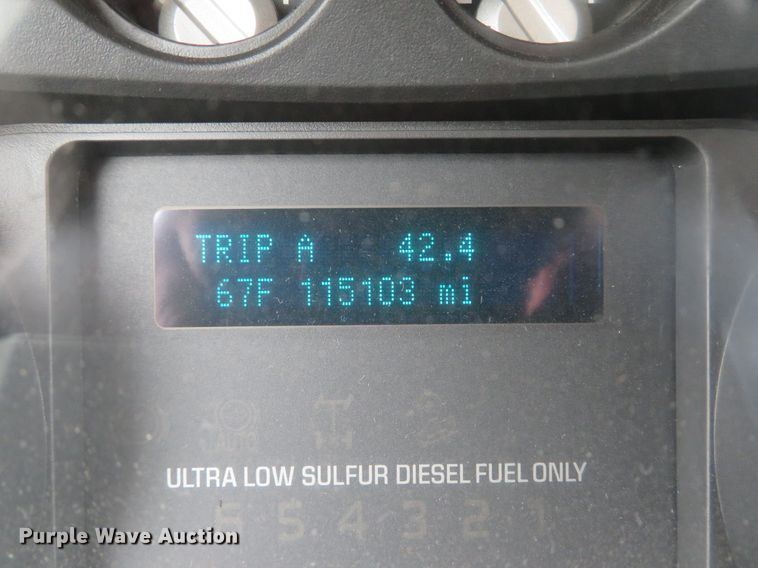 TRIP A 42.4
67F 115103 mi
AUTO
ULTRA LOW SULFUR DIESEL FUEL ONLY
5 4 3 2 1
Purple Wave Auction